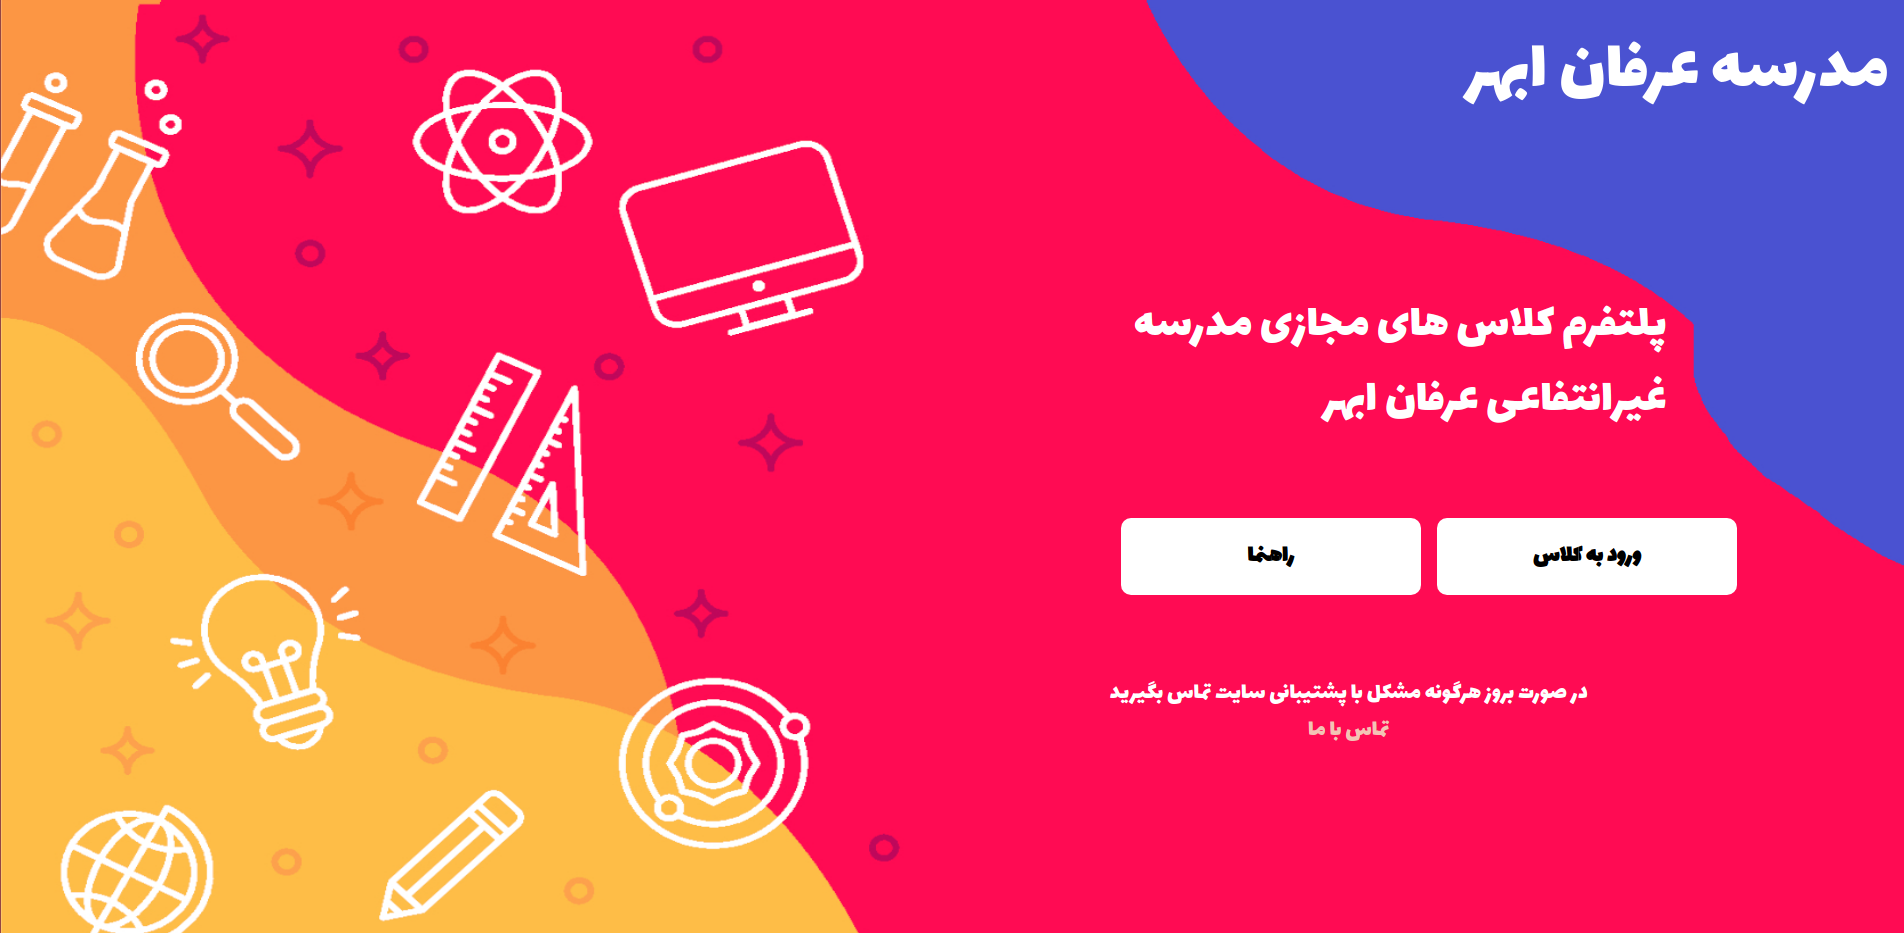 مدرسه عرفان ابهر
پلتفرم کلاس های مجازی مدرسه
غیرانتفاعی عرفان ابهر
ورود به کلاس
راهنما
در صورت بروز هرگونه مشکل با پشتیبانی سایت تماس بگیرید
تماس با ما